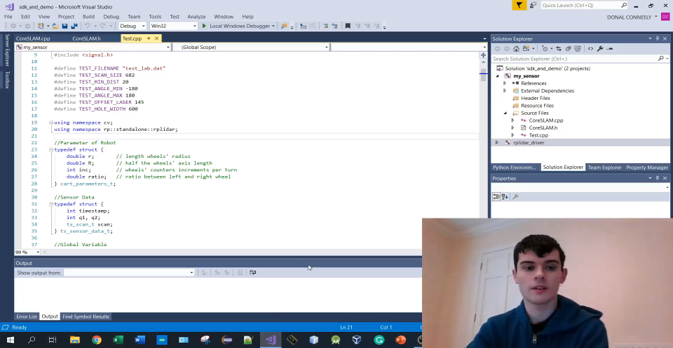 sdk_and_demo - Microsoft Visual Studio
Quick Launch (Ctrl+Q)
File Edit View Project Build Debug Team Tools Test Analyze Window Help
DONAL CONNEELY DC
Debug Win32 Local Windows Debugger
CoreSLAM.cpp CoreSLAM.h Test.cpp
my_sensor (Global Scope)
9 #include <signal.h>
10
11 #define TEST_FILENAME "test_lab.dat"
12 #define TEST_SCAN_SIZE 682
13 #define TEST_MIN_DIST 20
14 #define TEST_ANGLE_MIN -180
15 #define TEST_ANGLE_MAX 180
16 #define TEST_OFFSET_LASER 145
17 #define TEST_HOLE_WIDTH 600
18
19 using namespace cv;
20 using namespace rp::standalone::rplidar;
21
22 //Parameter of Robot
23 typedef struct {
24 double r; // length wheels' radius
25 double R; // half the wheels' axis length
26 int inc; // wheels' counters increments per turn
27 double ratio; // ratio between left and right wheel
28 } cart_parameters_t;
29
30 //Sensor Data
31 typedef struct {
32 int timestamp;
33 int q1, q2;
34 ts_scan_t scan;
35 } ts_sensor_data_t;
36
37 //Global Variable
99 %
Server Explorer
Toolbox
Output
Show output from:
Error List Output Find Symbol Results
Ready
Ln 21 Col 1
Solution Explorer
Search Solution Explorer (Ctrl+;)
Solution 'sdk_and_demo' (2 projects)
my_sensor
References
External Dependencies
Header Files
Resource Files
Source Files
CoreSLAM.cpp
CoreSLAM.h
Test.cpp
rplidar_driver
Python Environm... Solution Explorer Team Explorer Property Manager
Properties